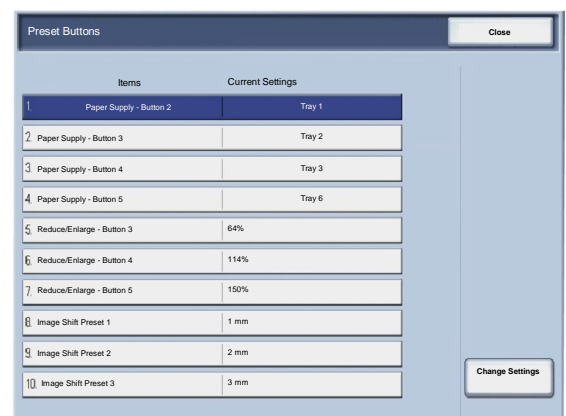 Preset Buttons Close
Items Current Settings
1. Paper Supply - Button 2 Tray 1
2. Paper Supply - Button 3 Tray 2
3. Paper Supply - Button 4 Tray 3
4. Paper Supply - Button 5 Tray 6
5. Reduce/Enlarge - Button 3 64%
6. Reduce/Enlarge - Button 4 114%
7. Reduce/Enlarge - Button 5 150%
8. Image Shift Preset 1 1 mm
9. Image Shift Preset 2 2 mm
10. Image Shift Preset 3 3 mm
Change Settings